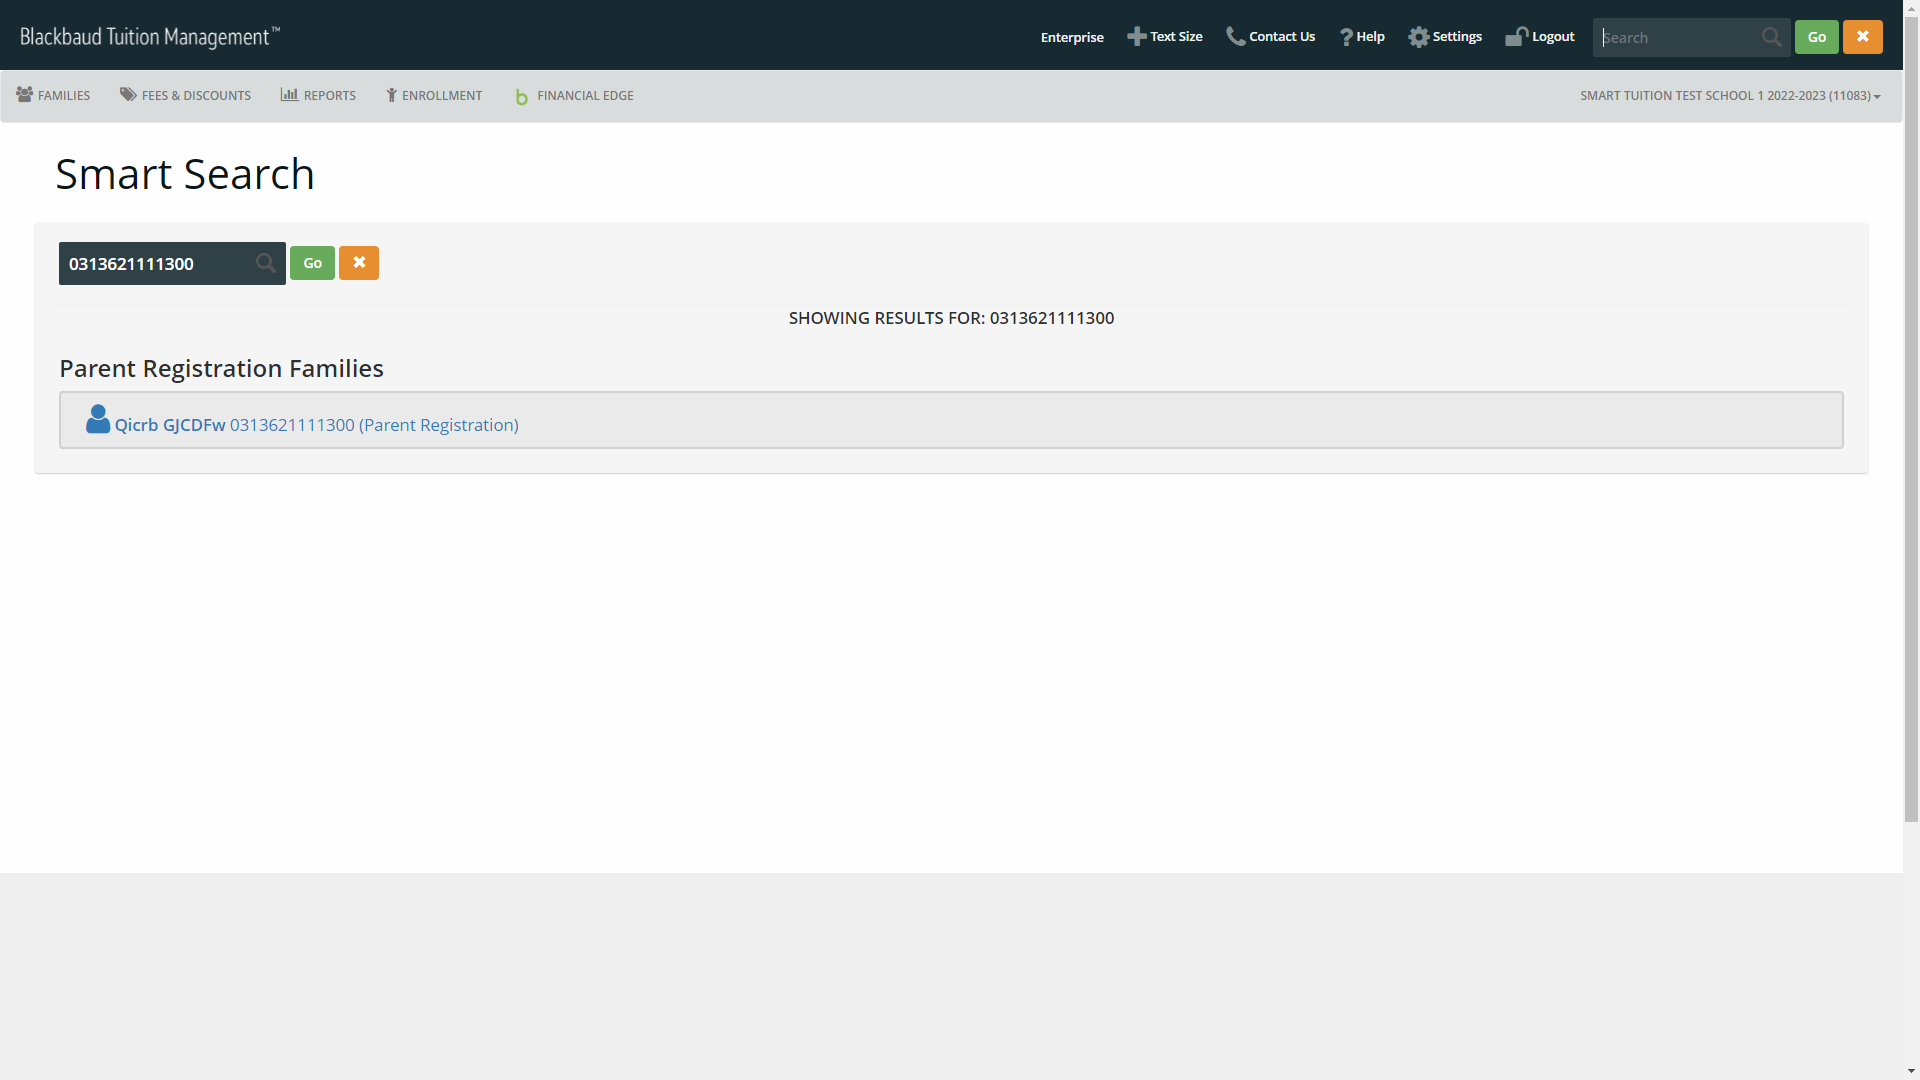 Blackbaud Tuition Management™
Enterprise
Text Size
Contact Us
Help
Settings
Logout
Search
Go
FAMILIES
FEES & DISCOUNTS
REPORTS
ENROLLMENT
FINANCIAL EDGE
SMART TUITION TEST SCHOOL 1 2022-2023 (11083)
Smart Search
0313621111300
Go
SHOWING RESULTS FOR: 0313621111300
Parent Registration Families
Qicrb GJCDFw 0313621111300 (Parent Registration)